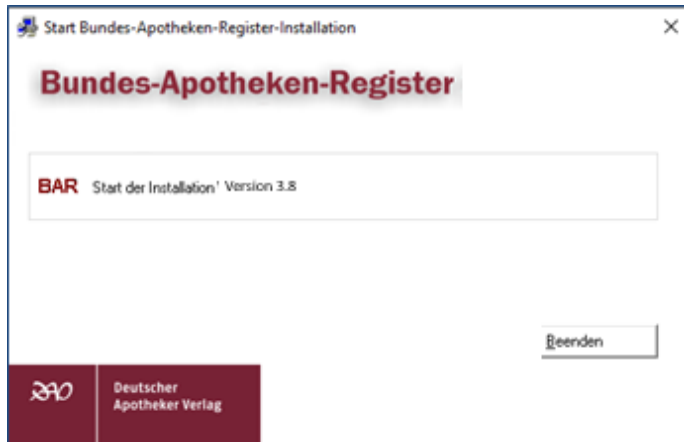 Start Bundes-Apotheken-Register-Installation
Bundes-Apotheken-Register
BAR Start der Installation' Version 3.8
Beenden
Deutscher
Apotheker Verlag